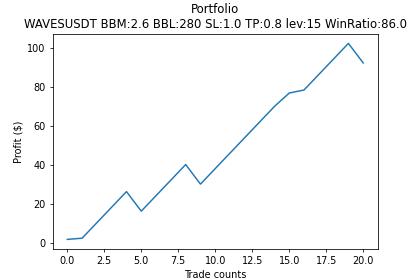 Portfolio
WAVESUSDT BBM:2.6 BBL:280 SL:1.0 TP:0.8 lev:15 WinRatio:86.0
100
80
60
40
20
0
Profit ($)
0.0 2.5 5.0 7.5 10.0 12.5 15.0 17.5 20.0
Trade counts